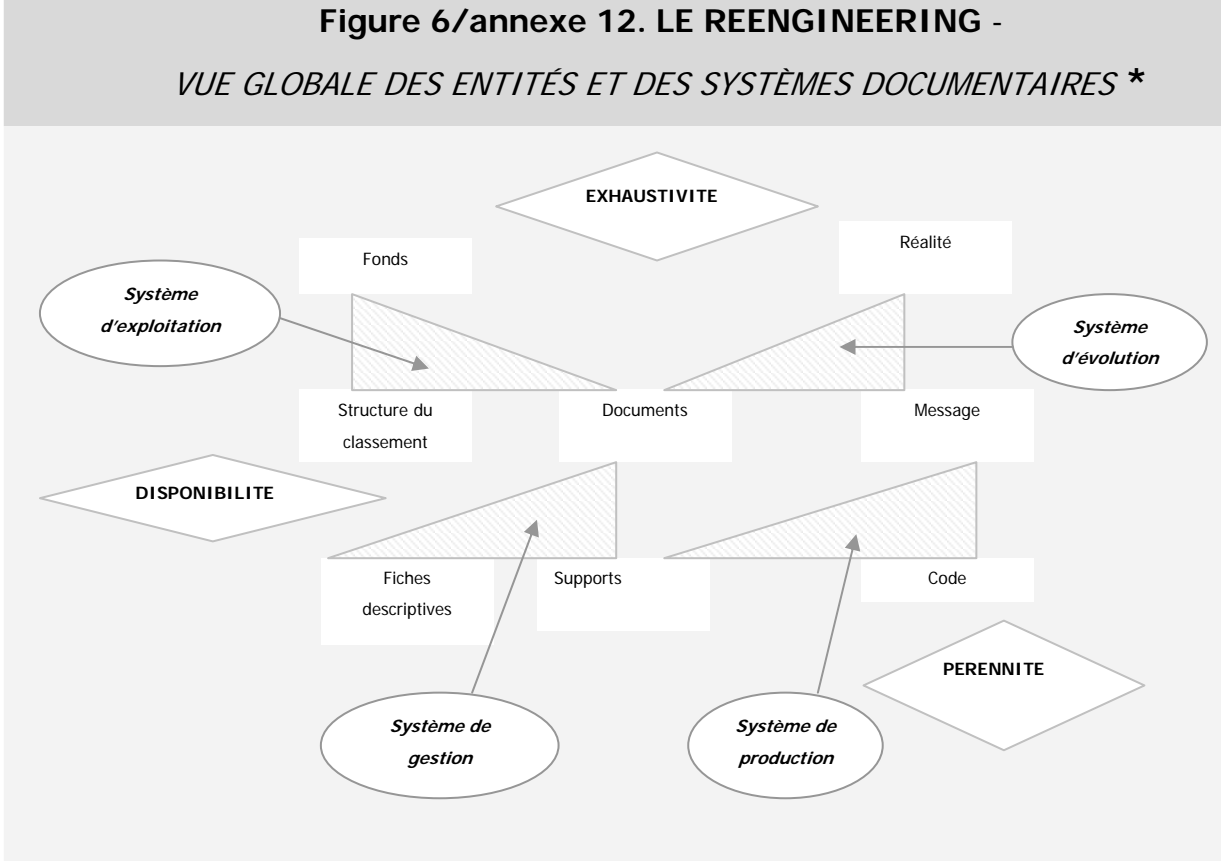 Figure 6/annexe 12. LE REENGINEERING -
VUE GLOBALE DES ENTITÉS ET DES SYSTÈMES DOCUMENTAIRES *
EXHAUSTIVITE
Réalité
Fonds
Système
d'exploitation
Système
d'évolution
Structure du
classement
Documents
Message
DISPONIBILITE
Fiches
descriptives
Supports
Code
PERENNITE
Système de
gestion
Système de
production